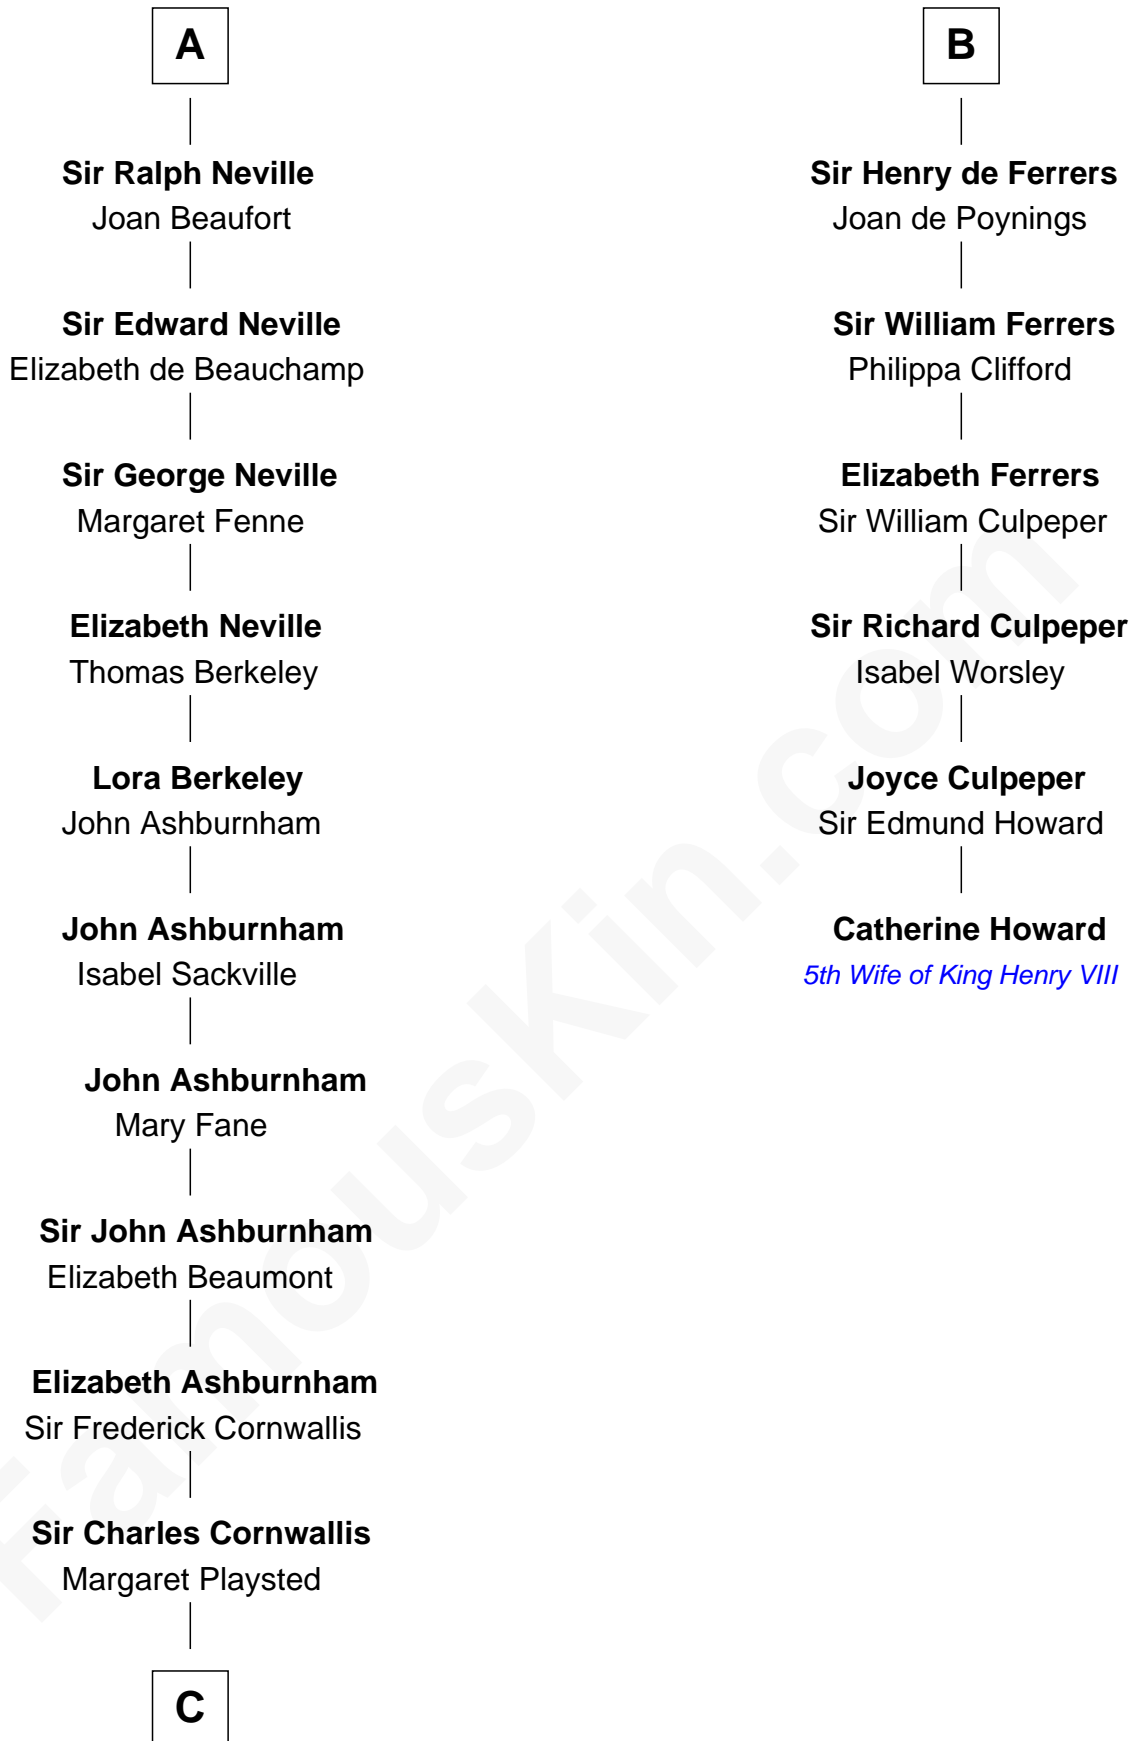 A
Sir Ralph Neville
Joan Beaufort
Sir Edward Neville
Elizabeth de Beauchamp
Sir George Neville
Margaret Fenne
Elizabeth Neville
Thomas Berkeley
Lora Berkeley
John Ashburnham
John Ashburnham
Isabel Sackville
John Ashburnham
Mary Fane
Sir John Ashburnham
Elizabeth Beaumont
Elizabeth Ashburnham
Sir Frederick Cornwallis
Sir Charles Cornwallis
Margaret Playsted
C
B
Sir Henry de Ferrers
Joan de Poynings
Sir William Ferrers
Philippa Clifford
Elizabeth Ferrers
Sir William Culpeper
Sir Richard Culpeper
Isabel Worsley
Joyce Culpeper
Sir Edmund Howard
Catherine Howard
5th Wife of King Henry VIII
FamousKin.com